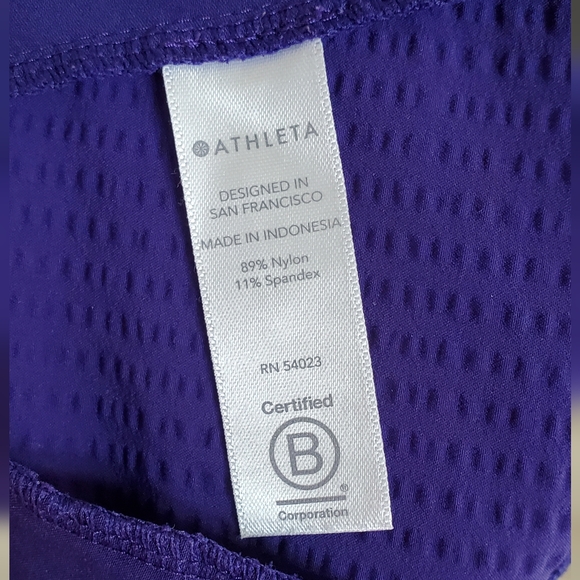 ATHLETA
DESIGNED IN
SAN FRANCISCO
MADE IN INDONESIA
89% Nylon
11% Spandex
RN 54023
Certified
B
®
Corporation